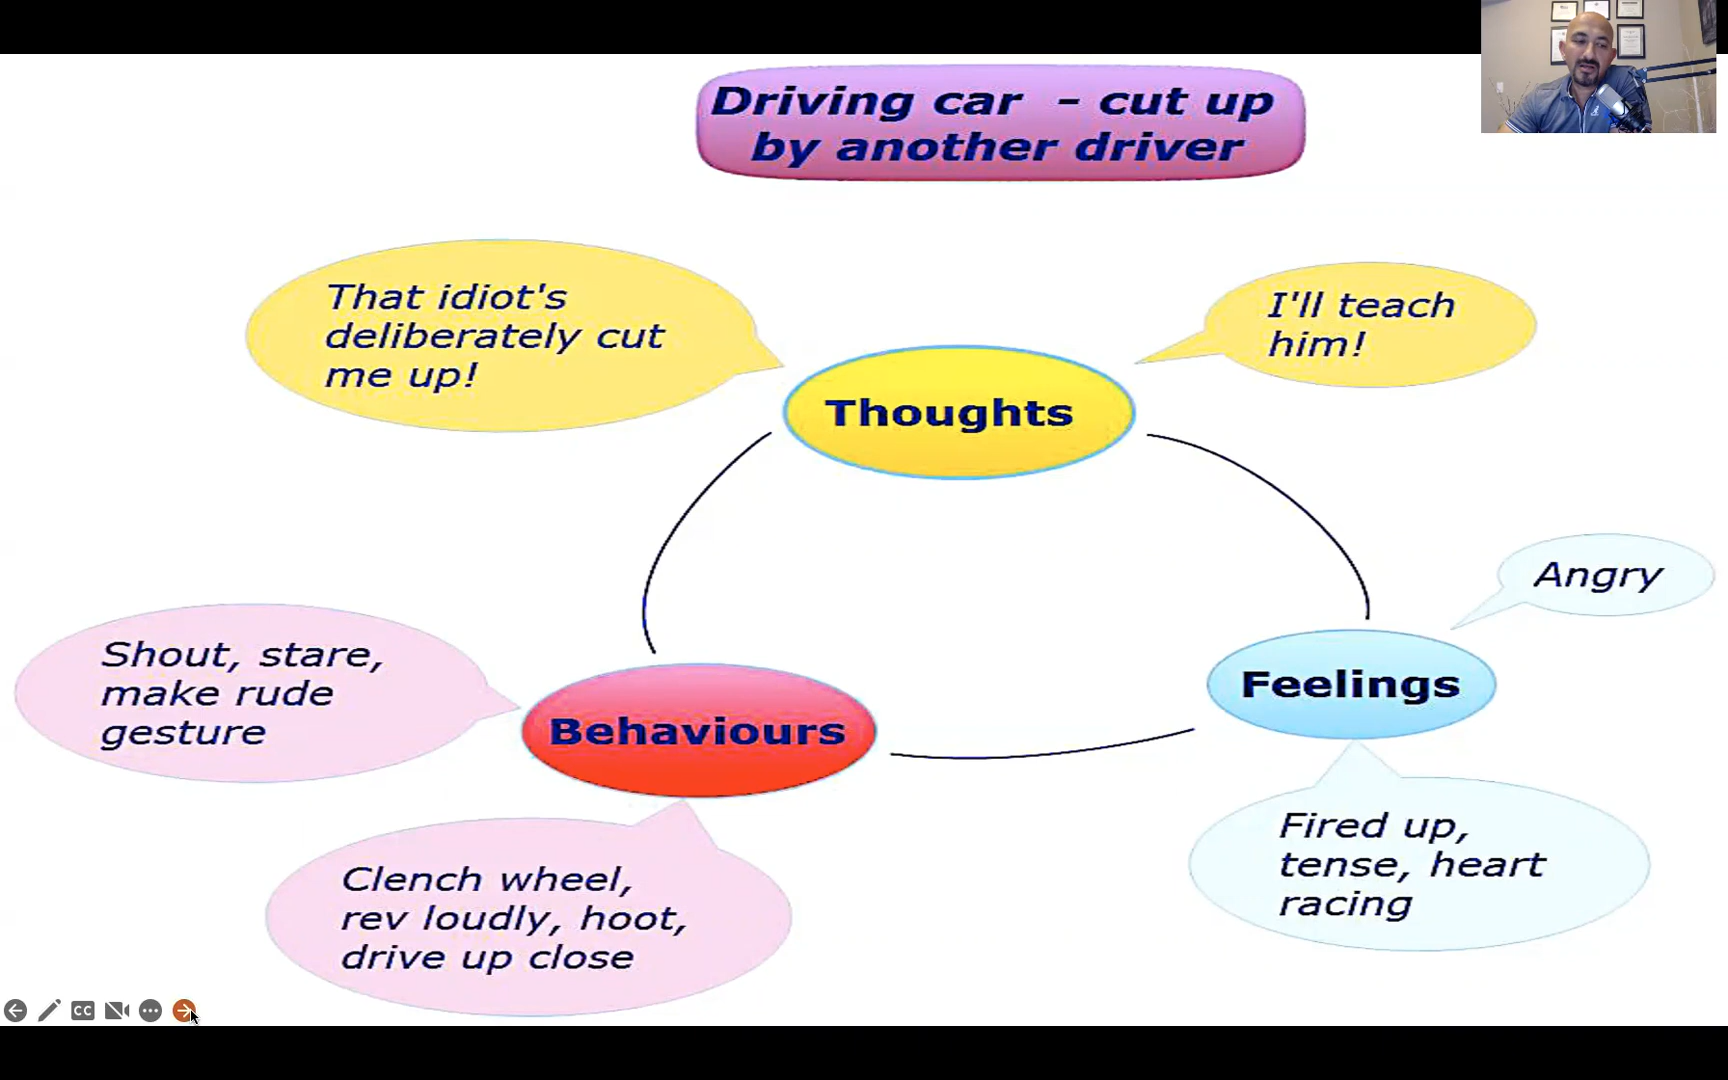 Driving car - cut up
by another driver
That idiot's
deliberately cut
me up!
I'll teach
him!
Thoughts
Angry
Shout, stare,
make rude
gesture
Behaviours
Feelings
Fired up,
tense, heart
racing
Clench wheel,
rev loudly, hoot,
drive up close
CC